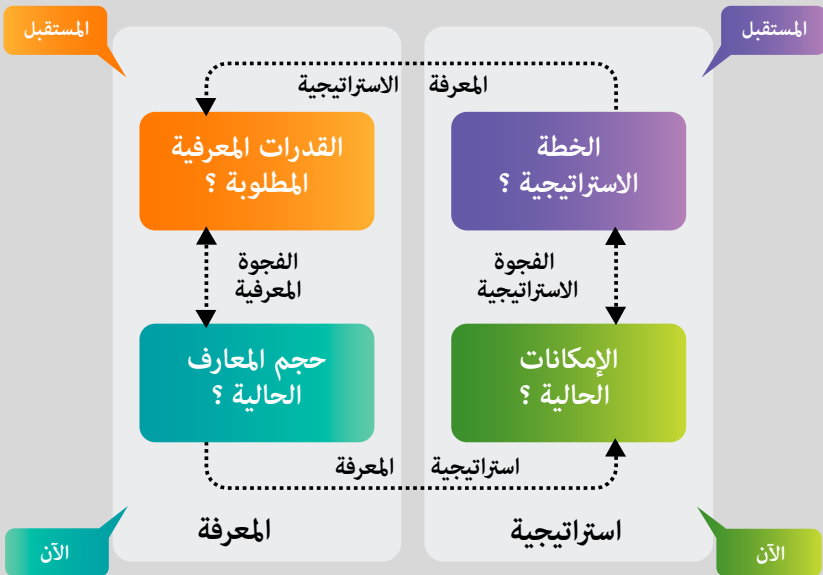 المستقبل
المستقبل
المعرفة الاستراتيجية
الخطة
الاستراتيجية ؟
القدرات المعرفية
المطلوبة ؟
الفجوة
الاستراتيجية
الفجوة
المعرفية
الإمكانات
الحالية ؟
حجم المعارف
الحالية ؟
استراتيجية المعرفة
استراتيجية
المعرفة
الآن
الآن